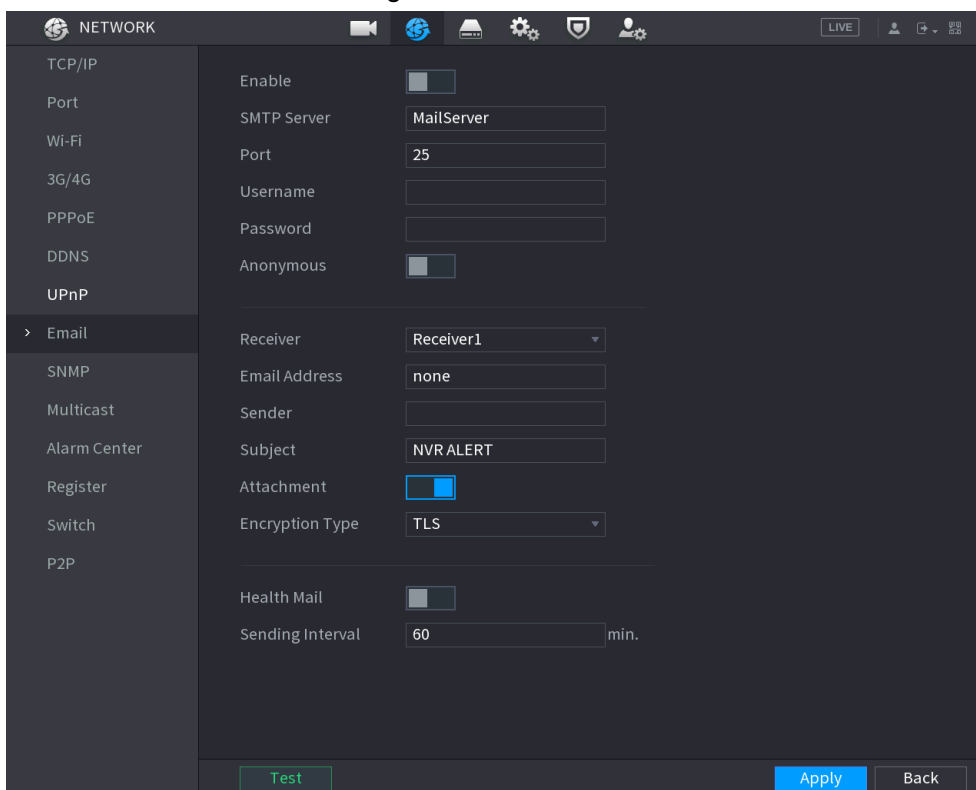 NETWORK
LIVE
TCP/IP
Port
Wi-Fi
3G/4G
PPPoE
DDNS
UPnP
> Email
SNMP
Multicast
Alarm Center
Register
Switch
P2P
Enable
SMTP Server MailServer
Port 25
Username
Password
Anonymous
Receiver Receiver1
Email Address none
Sender
Subject NVR ALERT
Attachment
Encryption Type TLS
Health Mail
Sending Interval 60 min.
Test Apply Back